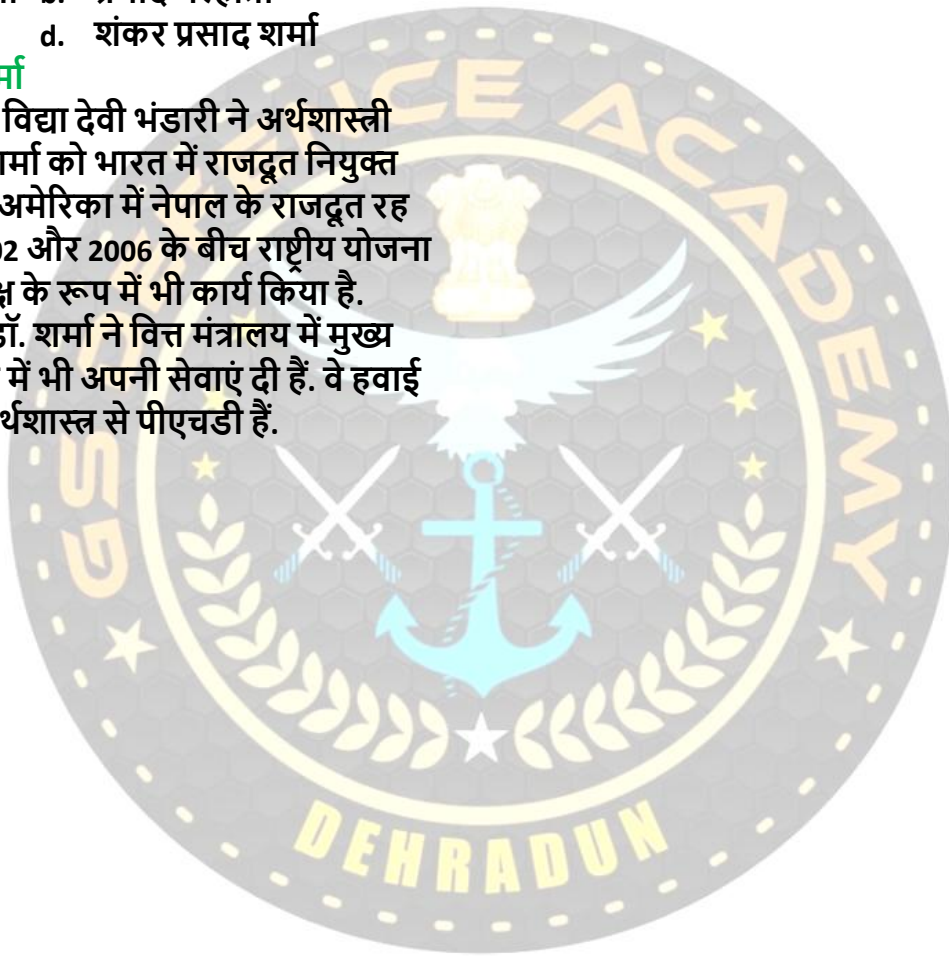 d. शंकर प्रसाद शर्मा
विद्या देवी भंडारी ने अर्थशास्त्री
को भारत में राजदूत नियुक्त
अमेरिका में नेपाल के राजदूत रह
और 2006 के बीच राष्ट्रीय योजना
के रूप में भी कार्य किया है.
डॉ. शर्मा ने वित्त मंत्रालय में मुख्य
में भी अपनी सेवाएं दी हैं. वे हवाई
से पीएचडी हैं.
ACADEMY
DEHRADUN